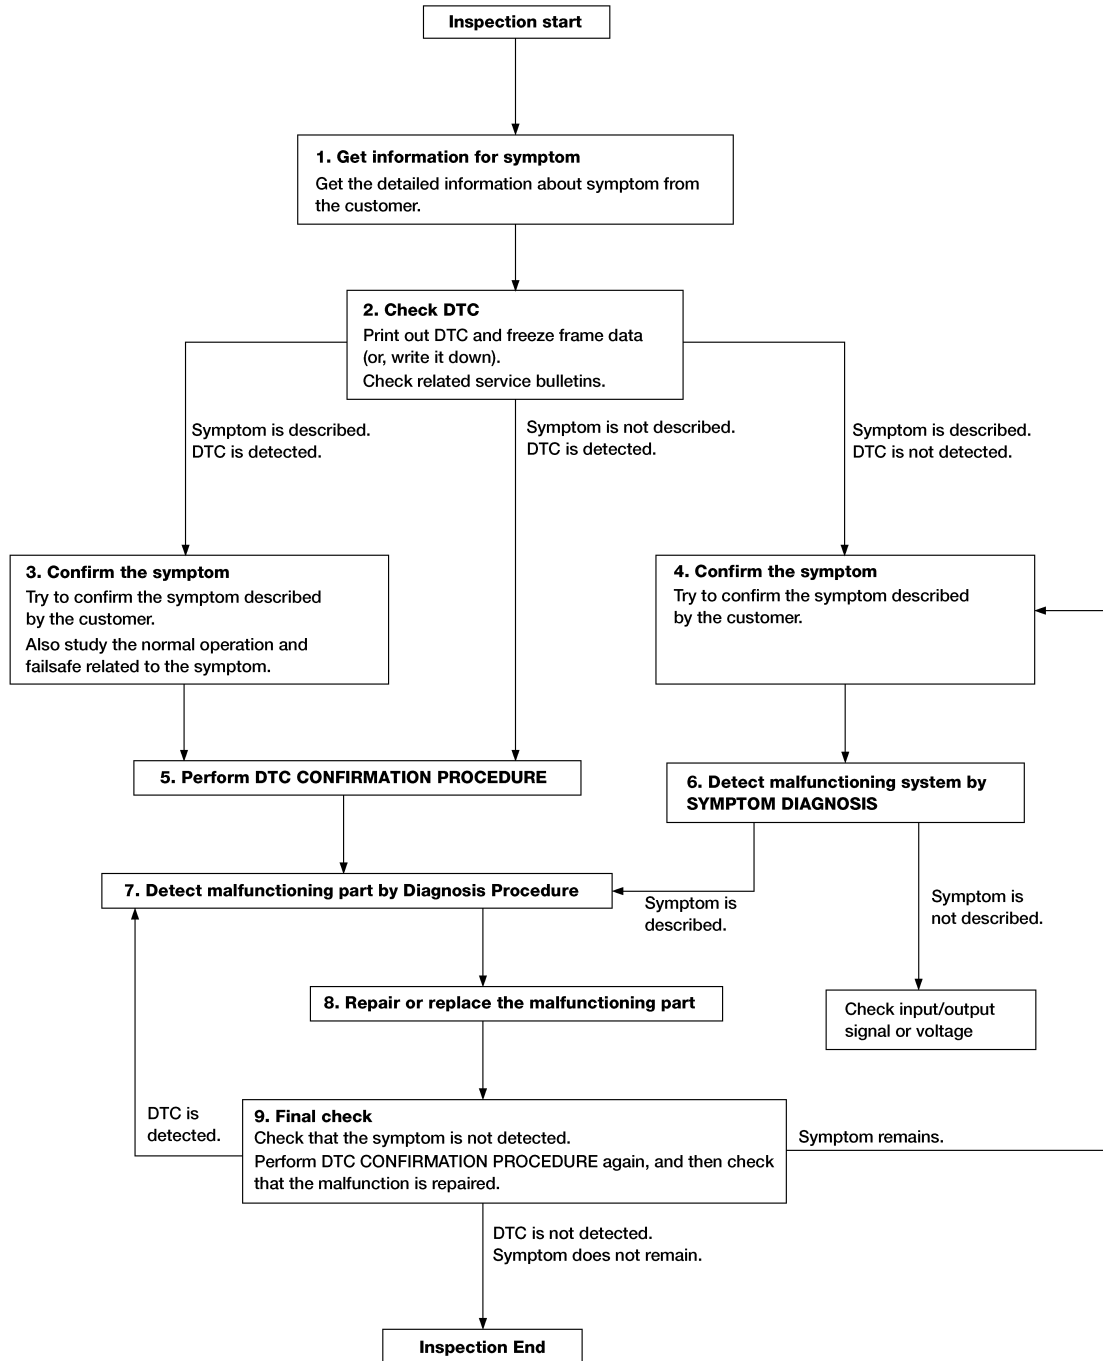 Inspection start
1. Get information for symptom
Get the detailed information about symptom from
the customer.
2. Check DTC
Print out DTC and freeze frame data
(or, write it down).
Check related service bulletins.
Symptom is described.
DTC is detected.
Symptom is not described.
DTC is detected.
Symptom is described.
DTC is not detected.
3. Confirm the symptom
Try to confirm the symptom described
by the customer.
Also study the normal operation and
failsafe related to the symptom.
4. Confirm the symptom
Try to confirm the symptom described
by the customer.
5. Perform DTC CONFIRMATION PROCEDURE
6. Detect malfunctioning system by
SYMPTOM DIAGNOSIS
7. Detect malfunctioning part by Diagnosis Procedure
Symptom is
described.
Symptom is
not described.
8. Repair or replace the malfunctioning part
Check input/output
signal or voltage
DTC is
detected.
9. Final check
Check that the symptom is not detected.
Perform DTC CONFIRMATION PROCEDURE again, and then check
that the malfunction is repaired.
Symptom remains.
DTC is not detected.
Symptom does not remain.
Inspection End